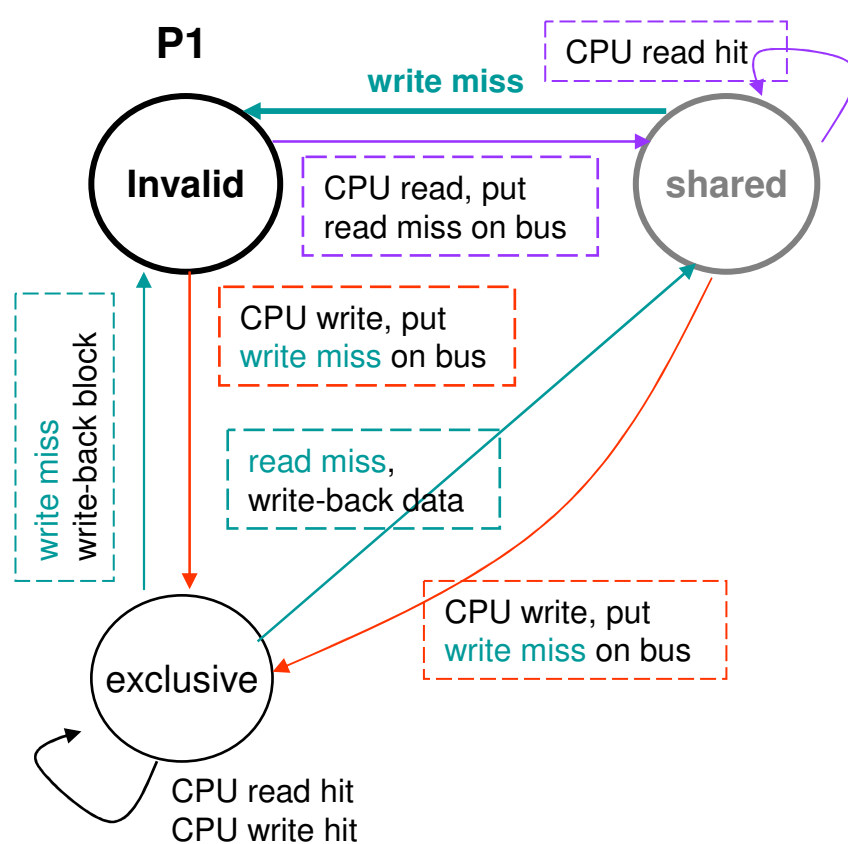 P1
CPU read hit
write miss
Invalid
shared
CPU read, put
read miss on bus
CPU write, put
write miss on bus
write miss
write-back block
read miss,
write-back data
CPU write, put
write miss on bus
exclusive
CPU read hit
CPU write hit